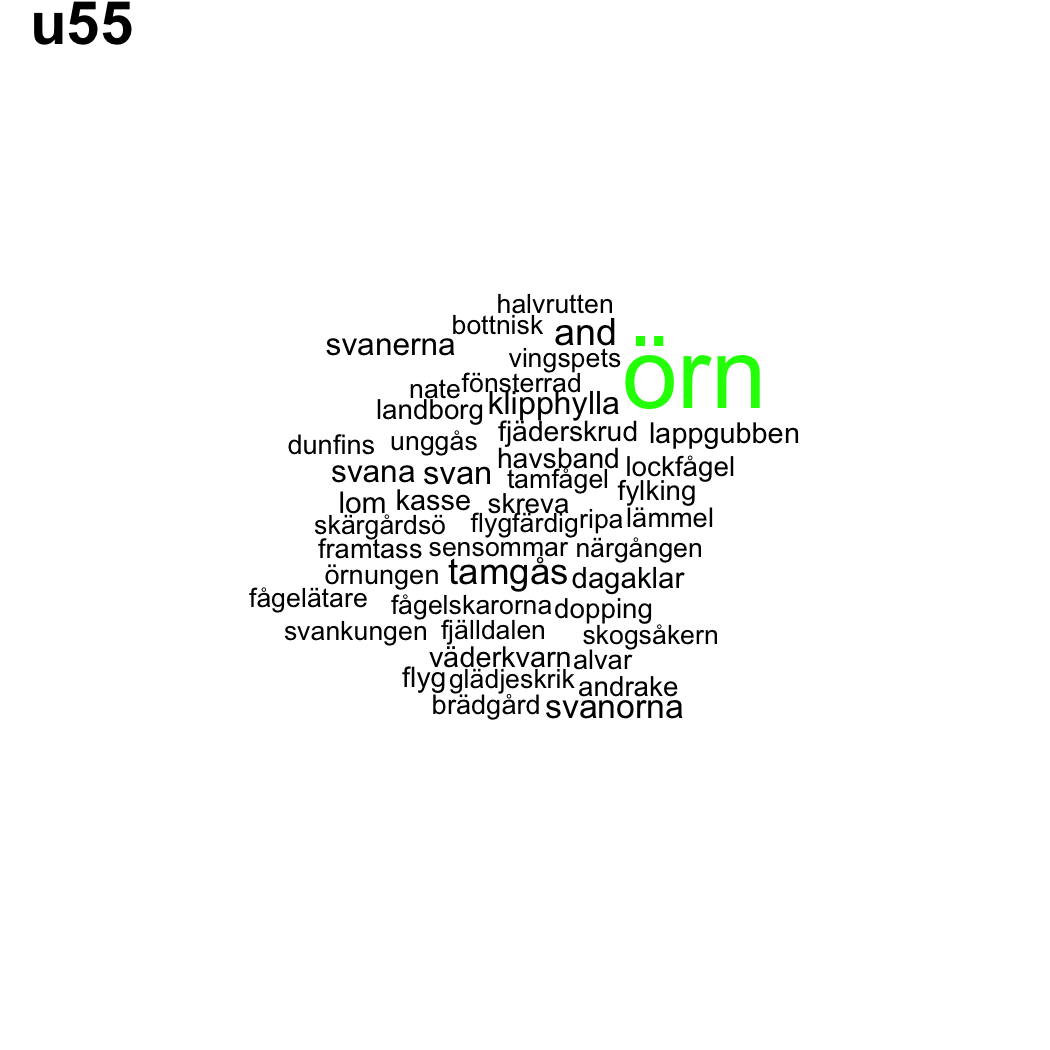 u55
halvrutten
bottnisk and
svanerna
vingspets örn
nate fönsterrad
landborg klipphylla
dunfins unggås fjäderskrud lappgubben
svana svan havsband lockfågel
tamfågel fylking
lom kasse skreva
skärgårdsö flygfärdig ripa lämmel
framtass sensommar närgången
örnungen tamgås dagaklar
fågelätare fågelskarorna dopping
svankungen fjälldalen skogsåkern
väderkvarn alvar
flyg glädjeskrik andrake
brädgård svanorna